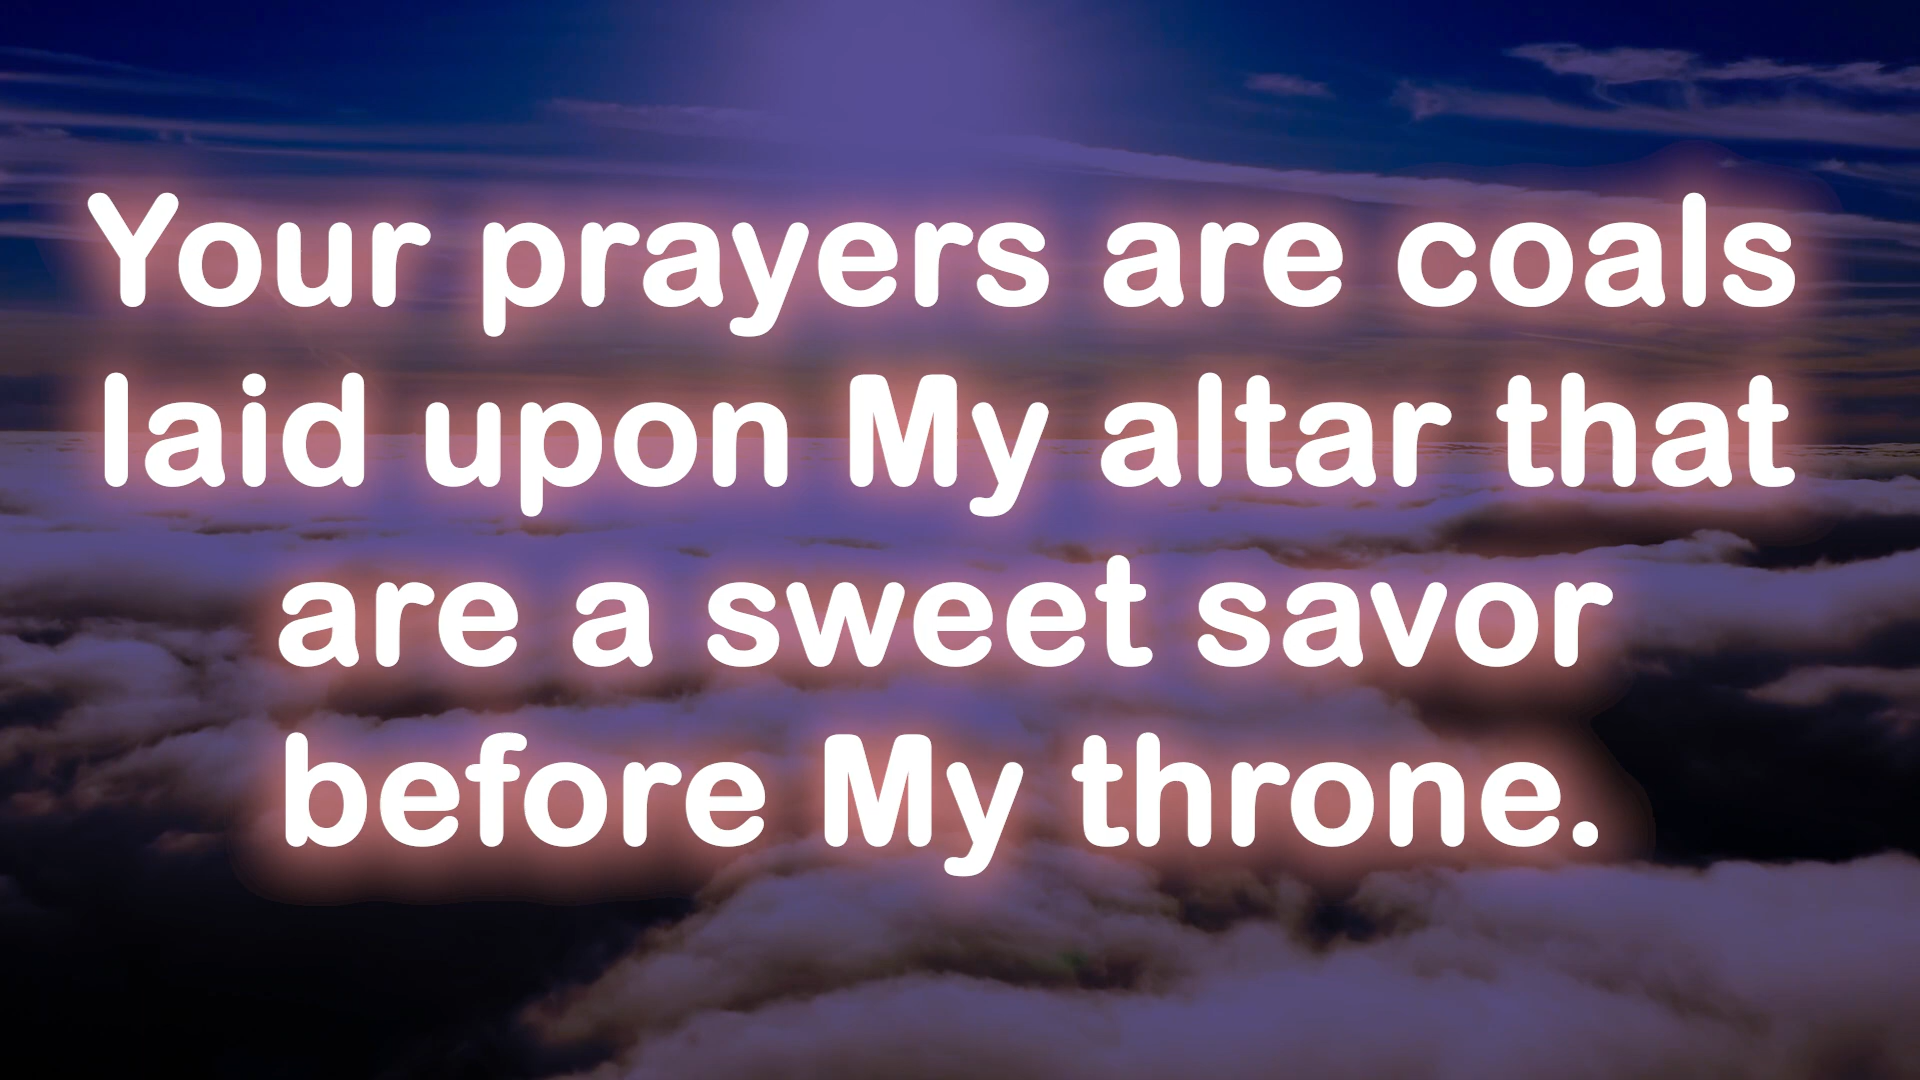 Your prayers are coals
laid upon My altar that
are a sweet savor
before My throne.